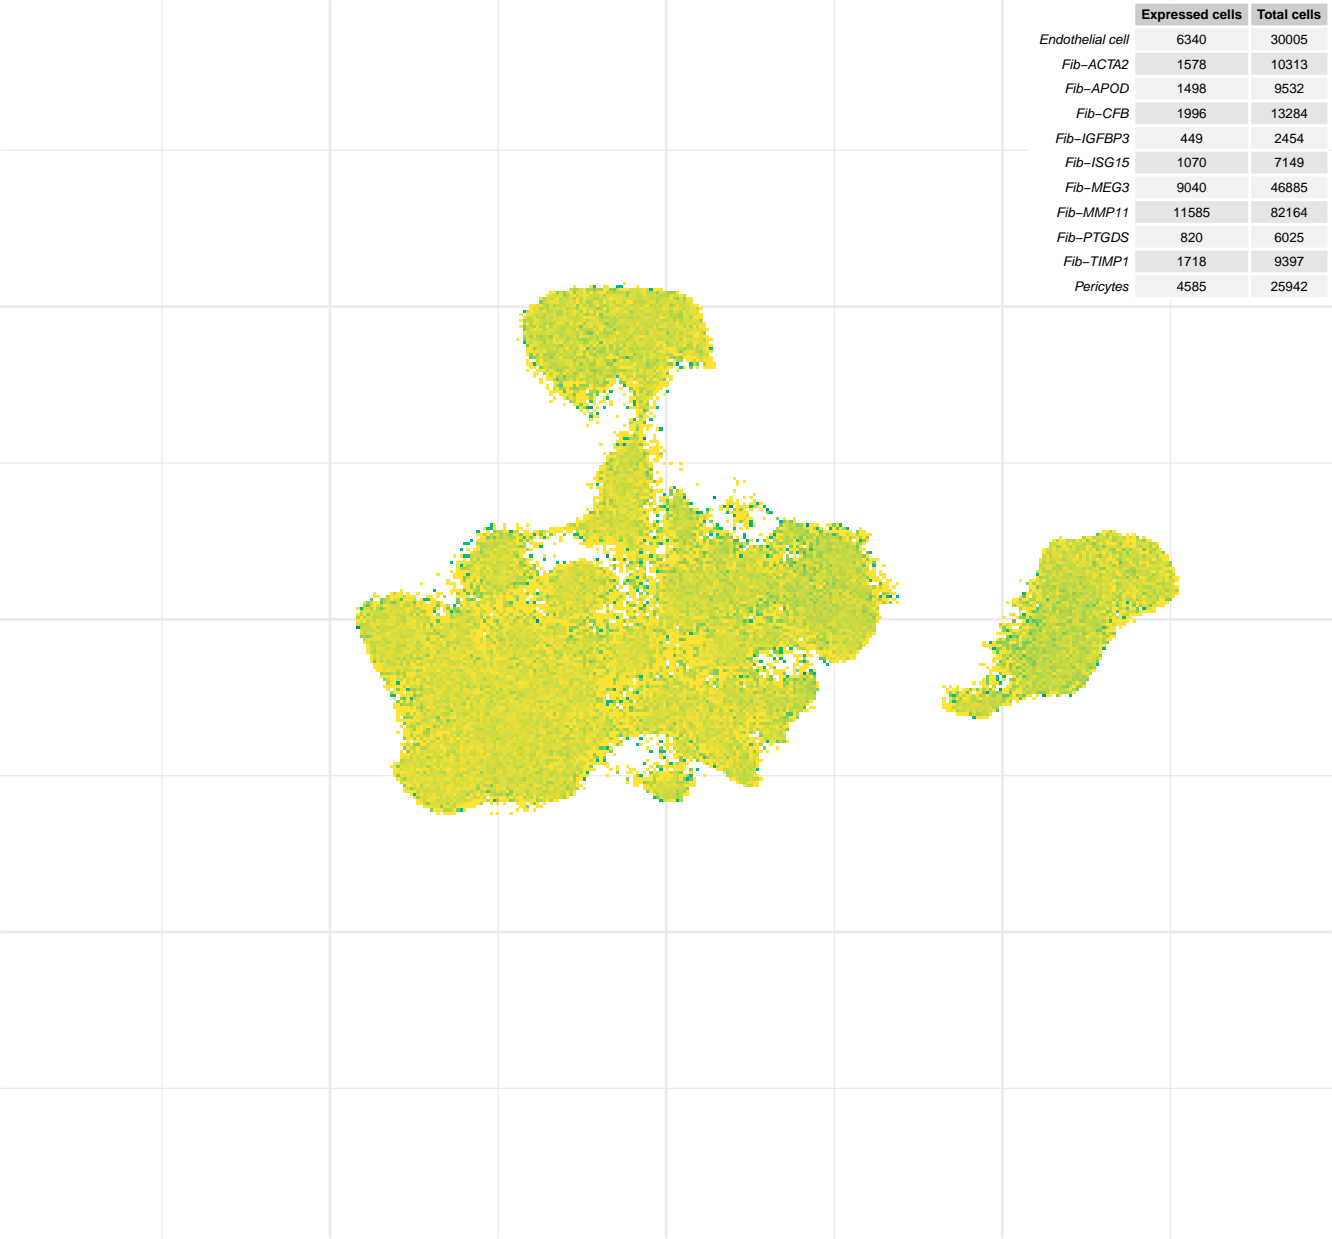 Expressed cells Total cells
Endothelial cell 6340 30005
Fib−ACTA2 1578 10313
Fib−APOD 1498 9532
Fib−CFB 1996 13284
Fib−IGFBP3 449 2454
Fib−ISG15 1070 7149
Fib−MEG3 9040 46885
Fib−MMP11 11585 82164
Fib−PTGDS 820 6025
Fib−TIMP1 1718 9397
Pericytes 4585 25942